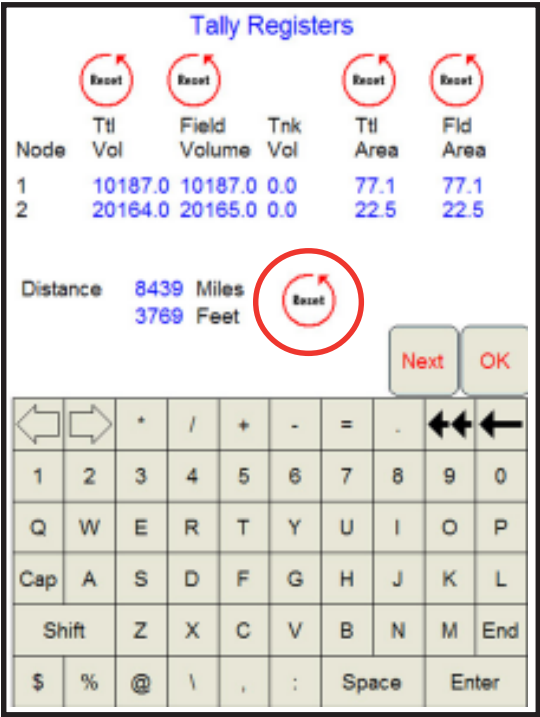 Tally Registers
Reset Reset Reset Reset
Ttl Field Tnk Ttl Fld
Node Vol Volume Vol Area Area
1 10187.0 10187.0 0.0 77.1 77.1
2 20164.0 20165.0 0.0 22.5 22.5
Distance 8439 Miles Reset
3769 Feet
Next OK
* / + - = .
1 2 3 4 5 6 7 8 9 0
Q W E R T Y U I O P
Cap A S D F G H J K L
Shift Z X C V B N M End
$ % @ \ , : Space Enter